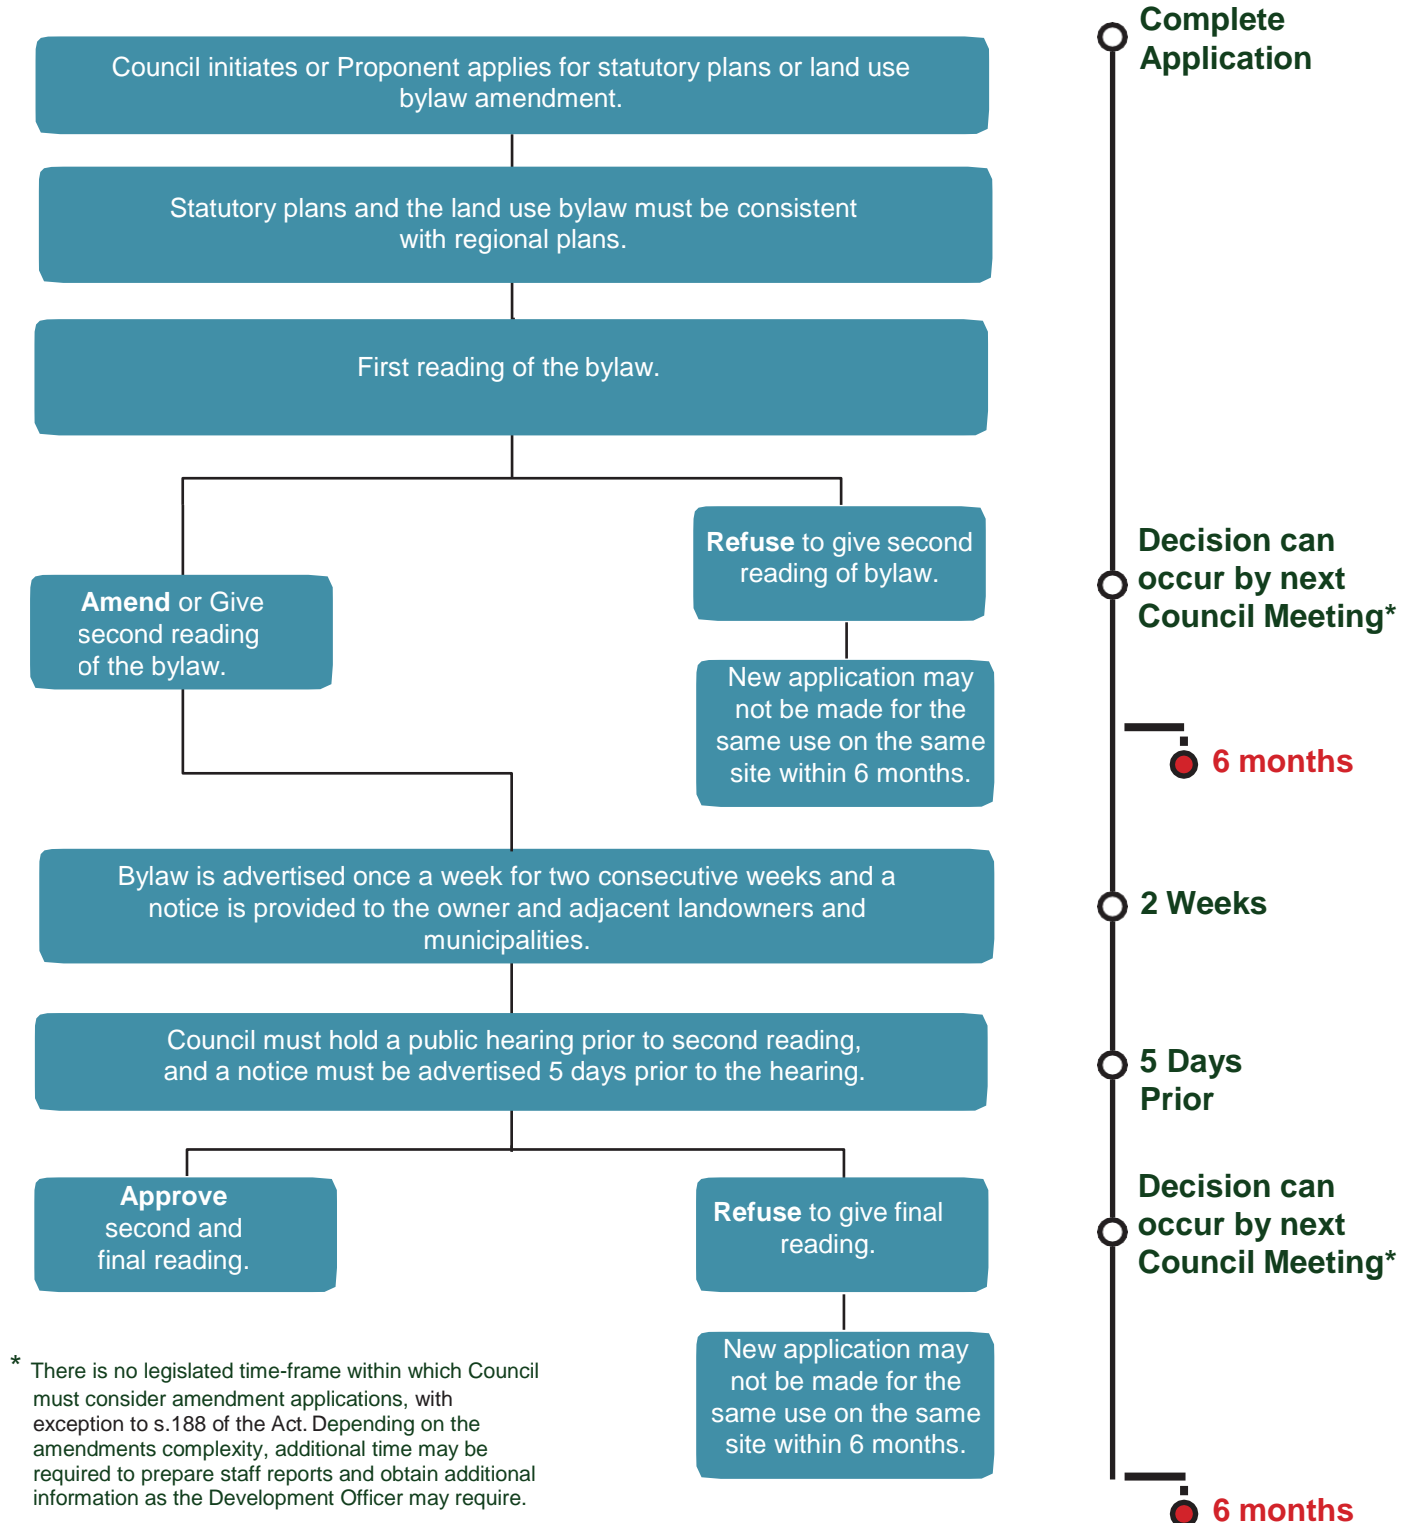 Complete
Application
Council initiates or Proponent applies for statutory plans or land use
bylaw amendment.
Statutory plans and the land use bylaw must be consistent
with regional plans.
First reading of the bylaw.
Refuse to give second
reading of bylaw.
Decision can
occur by next
Council Meeting*
Amend or Give
second reading
of the bylaw.
New application may
not be made for the
same use on the same
site within 6 months.
6 months
Bylaw is advertised once a week for two consecutive weeks and a
notice is provided to the owner and adjacent landowners and
municipalities.
2 Weeks
Council must hold a public hearing prior to second reading,
and a notice must be advertised 5 days prior to the hearing.
5 Days
Prior
Approve
second and
final reading.
Refuse to give final
reading.
Decision can
occur by next
Council Meeting*
New application may
not be made for the
same use on the same
site within 6 months.
* There is no legislated time-frame within which Council
must consider amendment applications, with
exception to s.188 of the Act. Depending on the
amendments complexity, additional time may be
required to prepare staff reports and obtain additional
information as the Development Officer may require.
6 months